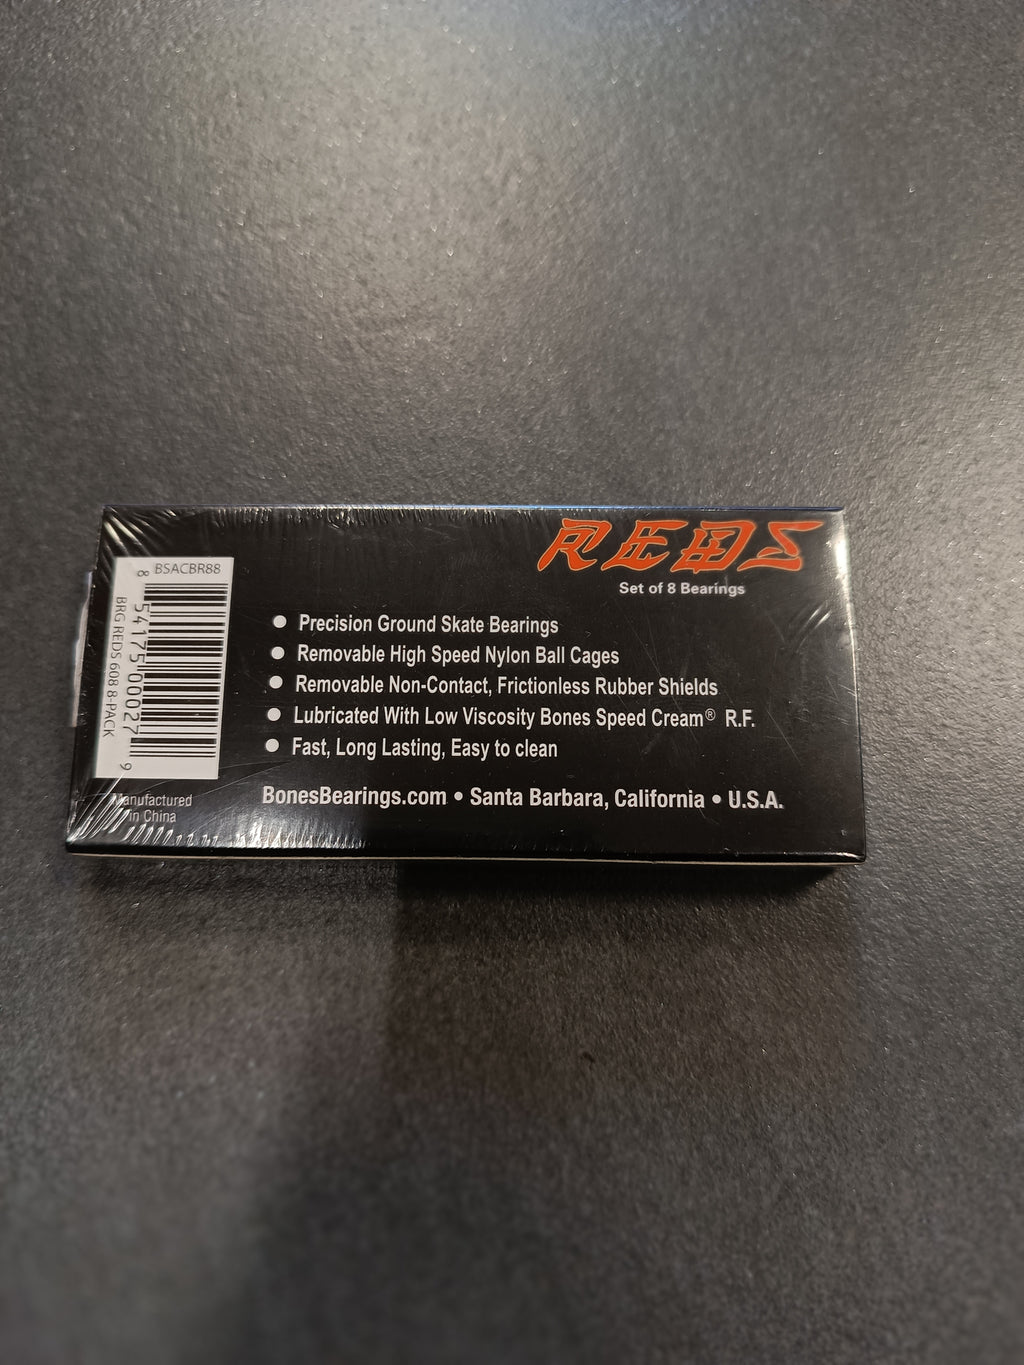 REDS
Set of 8 Bearings
BSACBR88
8 54175 00027 9
BRG REDS 608 8-PACK
● Precision Ground Skate Bearings
● Removable High Speed Nylon Ball Cages
● Removable Non-Contact, Frictionless Rubber Shields
● Lubricated With Low Viscosity Bones Speed Cream® R.F.
● Fast, Long Lasting, Easy to clean
BonesBearings.com • Santa Barbara, California • U.S.A.
Manufactured
in China